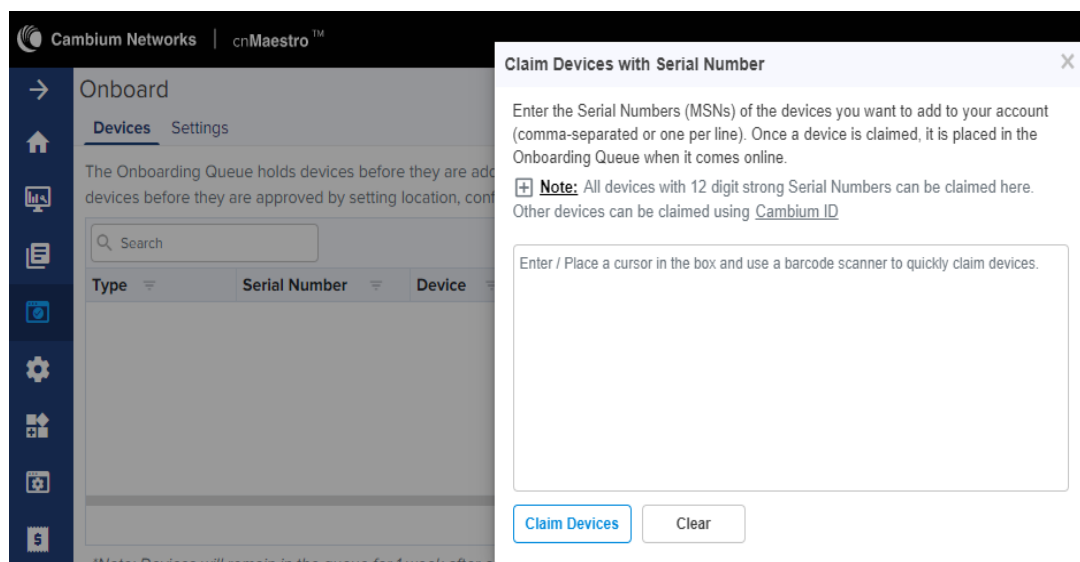 Cambium Networks | cnMaestro™
Onboard
Devices Settings
The Onboarding Queue holds devices before they are
devices before they are approved by setting location,
Search
Type Serial Number Device
Claim Devices with Serial Number
X
Enter the Serial Numbers (MSNs) of the devices you want to add to your account
(comma-separated or one per line). Once a device is claimed, it is placed in the
Onboarding Queue when it comes online.
Note: All devices with 12 digit strong Serial Numbers can be claimed here.
Other devices can be claimed using Cambium ID
Enter / Place a cursor in the box and use a barcode scanner to quickly claim devices.
Claim Devices Clear